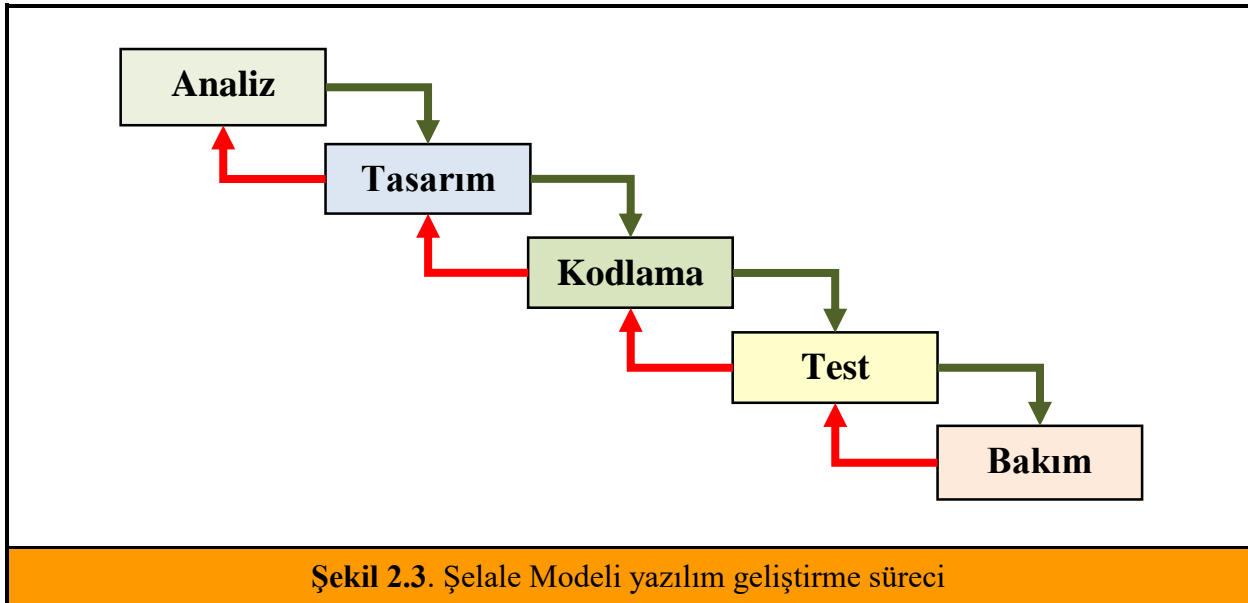 Analiz
Tasarım
Kodlama
Test
Bakım
Şekil 2.3. Şelale Modeli yazılım geliştirme süreci